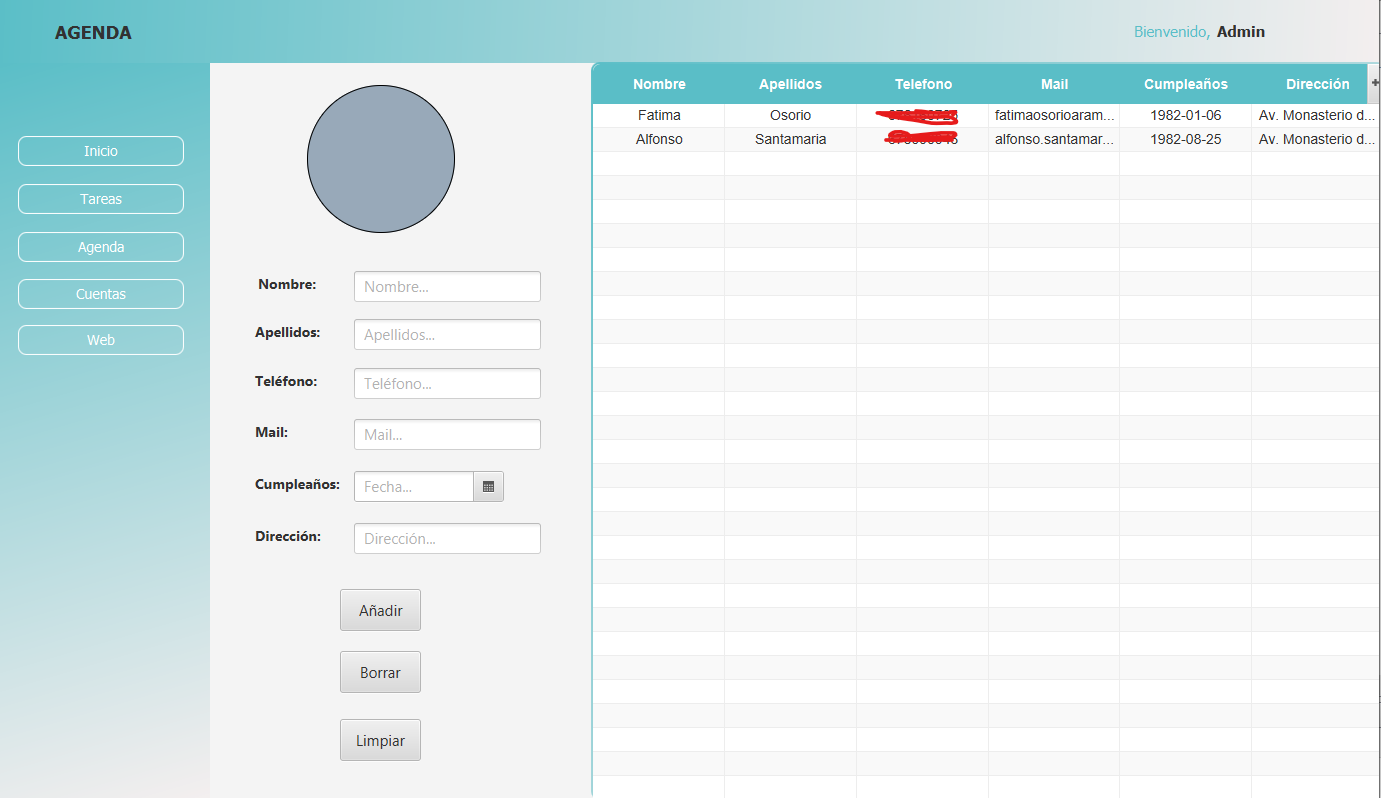 AGENDA
Bienvenido, Admin
Inicio
Tareas
Agenda
Cuentas
Web
Nombre: Nombre...
Apellidos: Apellidos...
Teléfono: Teléfono...
Mail: Mail...
Cumpleaños: Fecha...
Dirección: Dirección...
Añadir
Borrar
Limpiar
Nombre Apellidos Telefono Mail Cumpleaños Dirección +
Fatima Osorio fatimaosorioaram... 1982-01-06 Av. Monasterio d...
Alfonso Santamaria alfonso.santamar... 1982-08-25 Av. Monasterio d...